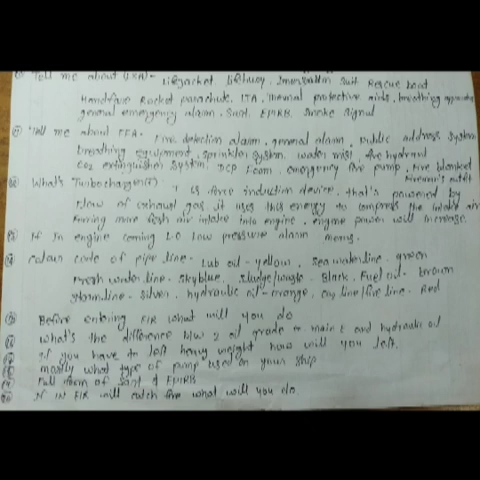 Tell me about (LSA) - Lifejacket, Lifebuoy, Immersion suit Rescue boat
Handflare Rocket parachute. LTA, Thermal protective aids, breathing apparatus
general emergency alarm. Sart. EPIRB, Smoke signal
Tell me about FFA. Fire detection alarm, general alarm, public address system
breathing equipment, sprinkler system, water mist, fire hydrant
CO2 extinguisher system, DCP Foam, emergency fire pump, fire blanket
Fireman's outfit
What's Turbocharger(T): T is force induction device. that's powered by
flow of exhaust gas, it uses this energy to compress the intake air
forcing more fresh air intake into engine, engine power will increase.
(13) If In engine coming L.O Low pressure alarm means.
(14) colour code of pipe line - Lub oil - yellow, Sea water line - green
Fresh water line - Skyblue, Sludge/waste - Black, Fuel oil - brown
Steamline - Silver, hydraulic oil - orange, line/fire line - Red
Before entering E/R what will you do
What's the difference b/w 2 oil grade main E and hydraulic oil
If you have to left heavy weight how will you left.
mostly what type of pump used on your ship
Full form of Sart & EPIRB
If in E/R will catch fire what will you do.